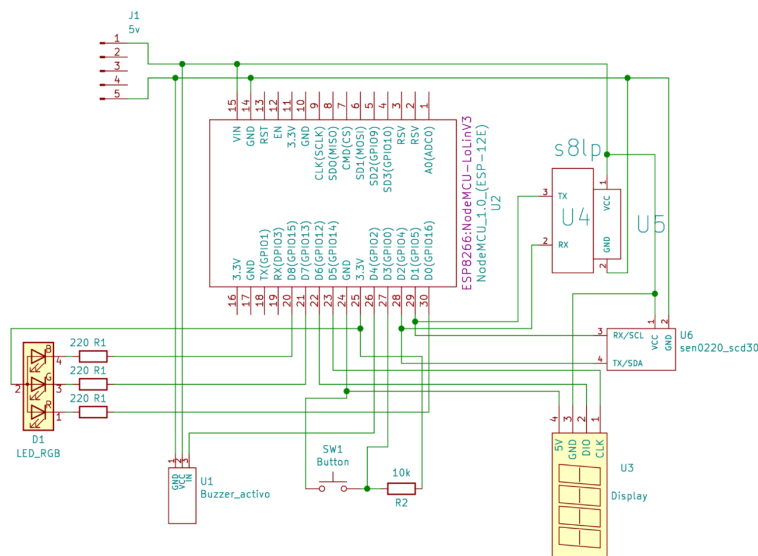 J1
5v
1
2
3
4
5
15 14 13 12 11 10 9 8 7 6 5 4 3 2 1
VIN
GND
RST
EN
3.3V
GND
CLK(SCLK)
SD0(MISO)
CMD(CS)
SD1(MOSI)
SD2(GPIO9)
SD3(GPIO10)
RSV
RSV
A0(ADC0)
ESP8266:NodeMCU-LoLinV3
NodeMCU_1.0_(ESP-12E)
U2
3.3V
GND
TX(GPIO1)
RX(DPIO3)
D8(GPIO15)
D7(GPIO13)
D6(GPIO12)
D5(GPIO14)
GND
3.3V
D4(GPIO2)
D3(GPIO0)
D2(GPIO4)
D1(GPIO5)
D0(GPIO16)
16 17 18 19 20 21 22 23 24 25 26 27 28 29 30
s8lp
3 TX
U4
2 RX
1
VCC
GND
2
U5
1 2
VCC
GND
3 RX/SCL
4 TX/SDA
U6
sen0220_scd30
220 R1
220 R1
220 R1
B
G
R
4
3
1
2
D1
LED_RGB
1 2 3
GND
VCC
IN
U1
Buzzer_activo
SW1
Button
10k
R2
4 3 2 1
5V
GND
DIO
CLK
U3
Display